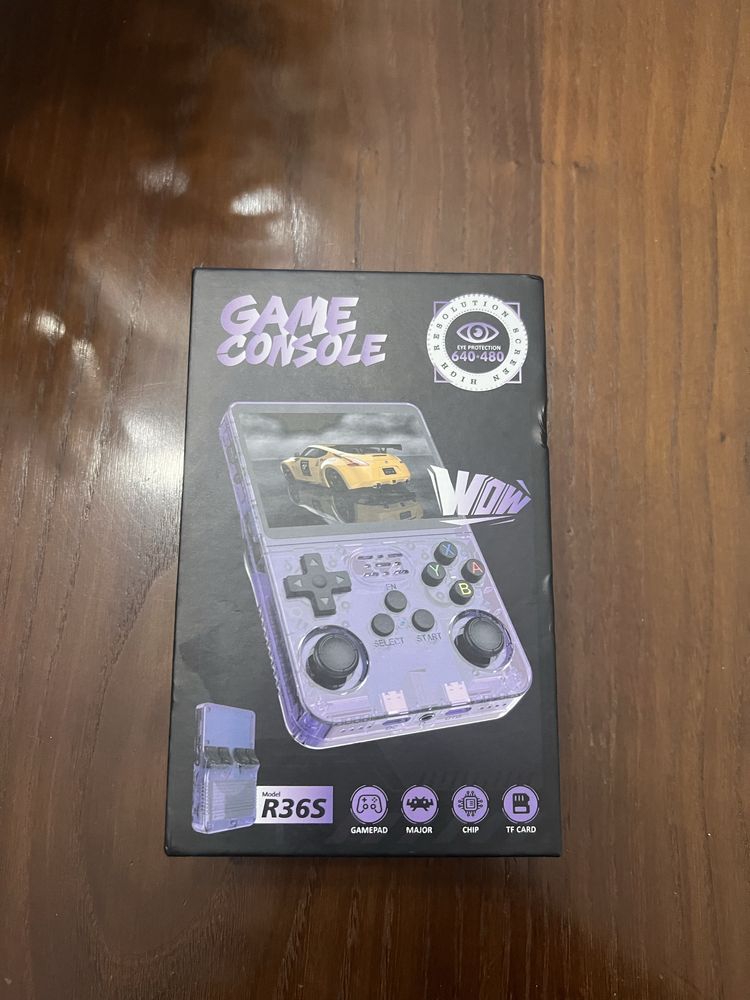 GAME
CONSOLE
HIGH RESOLUTION SCREEN
EYE PROTECTION
640*480
WOW
X
Y
A
B
FN
SELECT
START
Model
R36S
GAMEPAD
MAJOR
CHIP
TF CARD